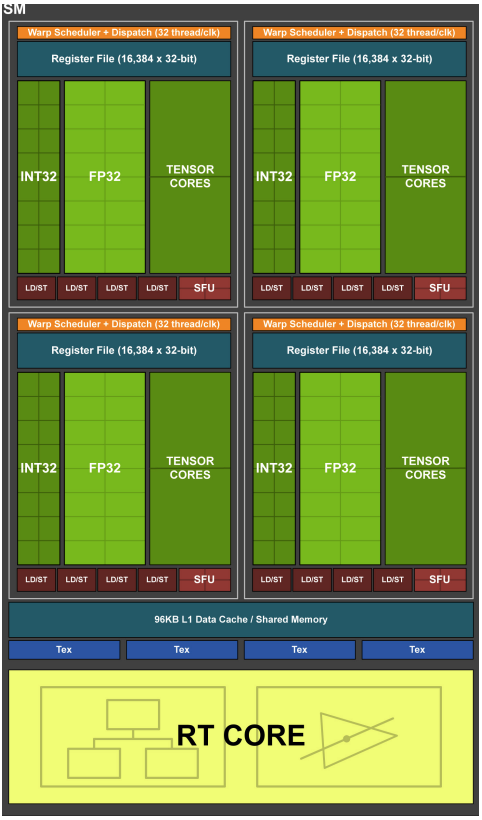 SM
Warp Scheduler + Dispatch (32 thread/clk)
Register File (16,384 x 32-bit)
INT32
FP32
TENSOR
CORES
LD/ST
LD/ST
LD/ST
LD/ST
SFU
Warp Scheduler + Dispatch (32 thread/clk)
Register File (16,384 x 32-bit)
INT32
FP32
TENSOR
CORES
LD/ST
LD/ST
LD/ST
LD/ST
SFU
Warp Scheduler + Dispatch (32 thread/clk)
Register File (16,384 x 32-bit)
INT32
FP32
TENSOR
CORES
LD/ST
LD/ST
LD/ST
LD/ST
SFU
Warp Scheduler + Dispatch (32 thread/clk)
Register File (16,384 x 32-bit)
INT32
FP32
TENSOR
CORES
LD/ST
LD/ST
LD/ST
LD/ST
SFU
96KB L1 Data Cache / Shared Memory
Tex
Tex
Tex
Tex
RT CORE